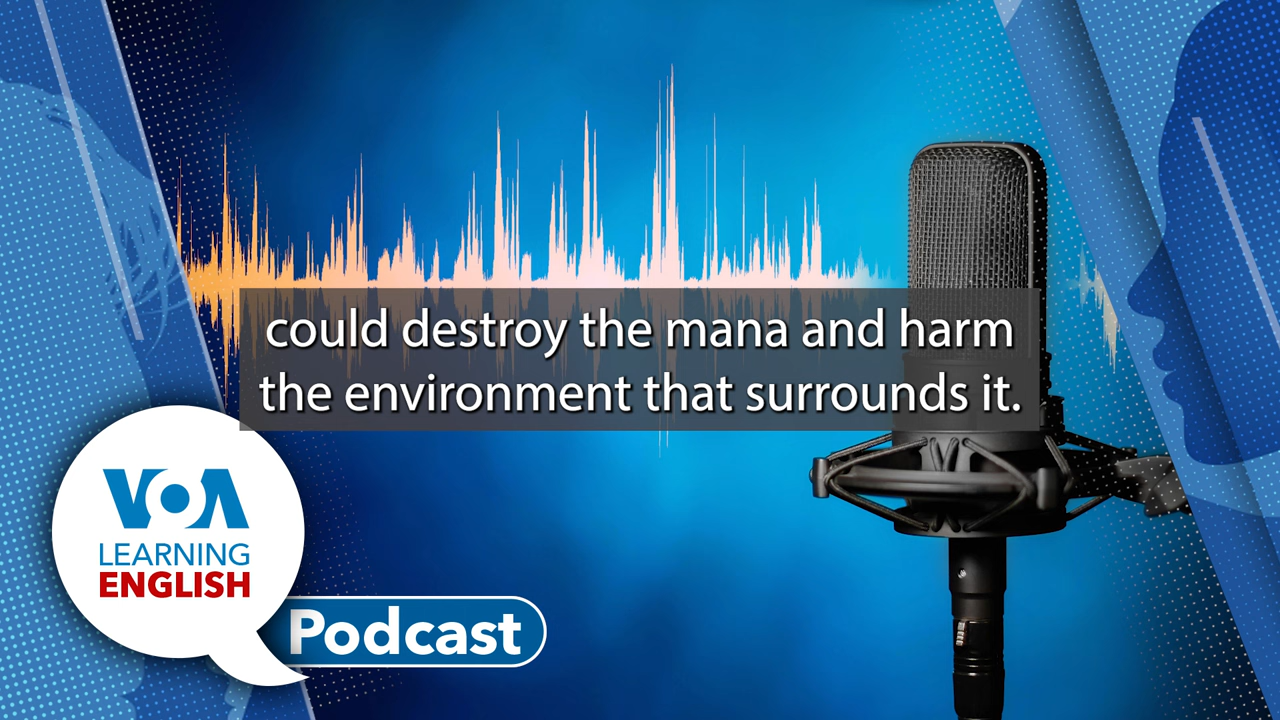 could destroy the mana and harm
the environment that surrounds it.
VOA
LEARNING
ENGLISH
Podcast